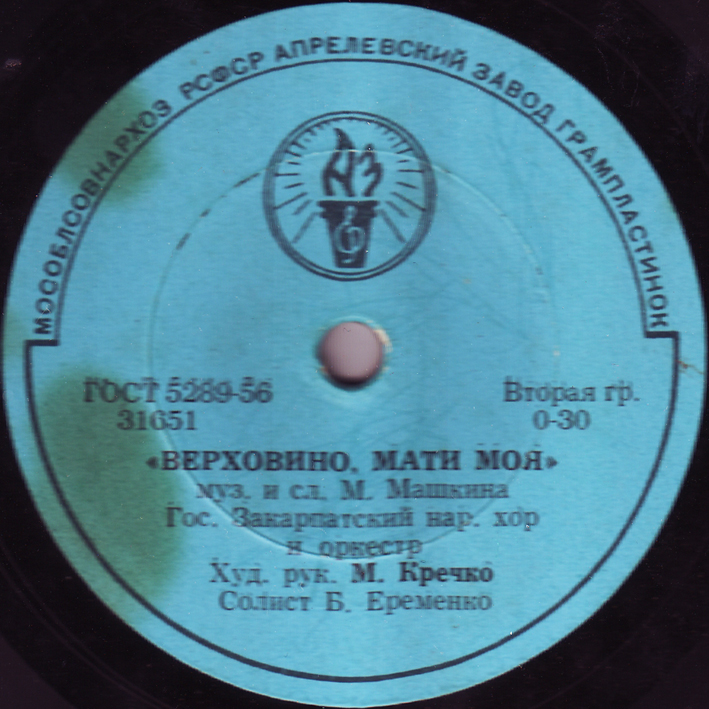 МОСОБЛСОВНАРХОЗ РСФСР АПРЕЛЕВСКИЙ ЗАВОД ГРАМПЛАСТИНОК
АЗ
ГОСТ 5289-56
31651
Вторая гр.
0-30
«ВЕРХОВИНО, МАТИ МОЯ»
муз. и сл. М. Машкина
Гос. Закарпатский нар. хор
и оркестр
Худ. рук. М. Кречко
Солист Б. Еременко